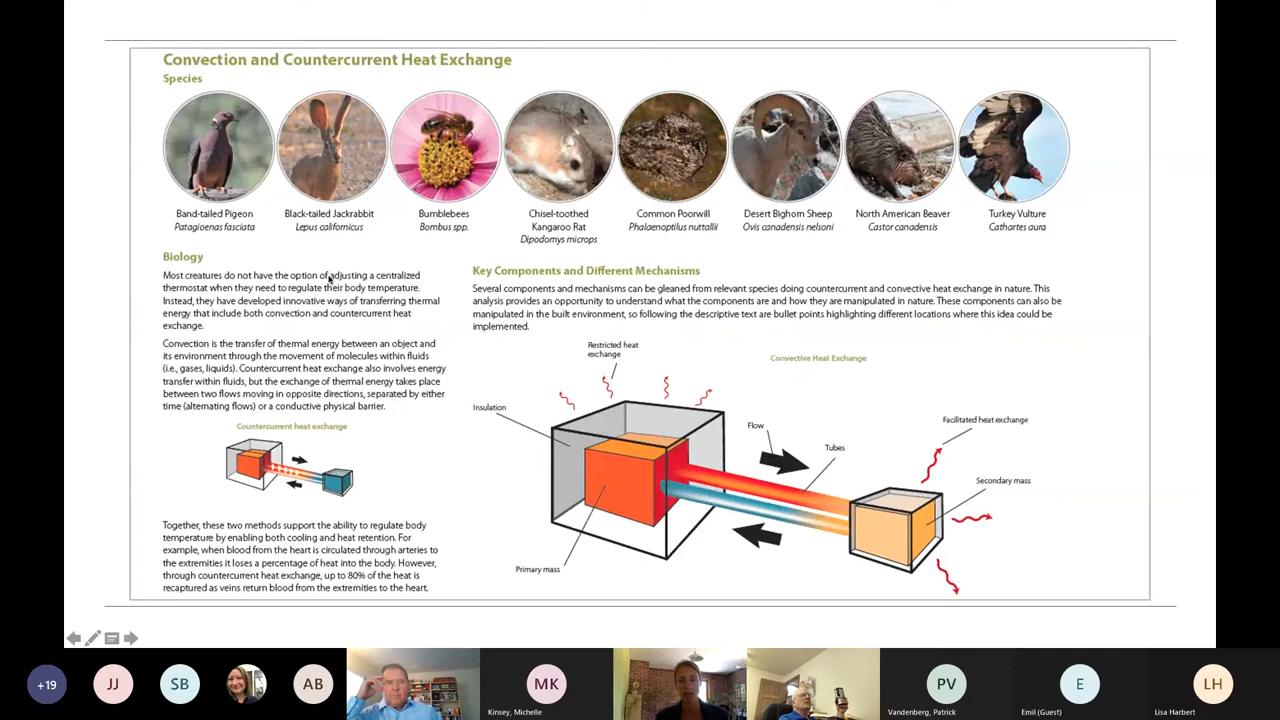 Convection and Countercurrent Heat Exchange
Species
Band-tailed Pigeon
Patagioenas fasciata
Black-tailed Jackrabbit
Lepus californicus
Bumblebees
Bombus spp.
Chisel-toothed
Kangaroo Rat
Dipodomys microps
Common Poorwill
Phalaenoptilus nuttallii
Desert Bighorn Sheep
Ovis canadensis nelsoni
North American Beaver
Castor canadensis
Turkey Vulture
Cathartes aura
Biology
Most creatures do not have the option of adjusting a centralized
thermostat when they need to regulate their body temperature.
Instead, they have developed innovative ways of transferring thermal
energy that include both convection and countercurrent heat
exchange.
Convection is the transfer of thermal energy between an object and
its environment through the movement of molecules within fluids
(i.e., gases, liquids). Countercurrent heat exchange also involves energy
transfer within fluids, but the exchange of thermal energy takes place
between two flows moving in opposite directions, separated by either
time (alternating flows) or a conductive physical barrier.
Countercurrent heat exchange
Together, these two methods support the ability to regulate body
temperature by enabling both cooling and heat retention. For
example, when blood from the heart is circulated through arteries to
the extremities it loses a percentage of heat into the body. However,
through countercurrent heat exchange, up to 80% of the heat is
recaptured as veins return blood from the extremities to the heart.
Key Components and Different Mechanisms
Several components and mechanisms can be gleaned from relevant species doing countercurrent and convective heat exchange in nature. This
analysis provides an opportunity to understand what the components are and how they are manipulated in nature. These components can also be
manipulated in the built environment, so following the descriptive text are bullet points highlighting different locations where this idea could be
implemented.
Restricted heat
exchange
Convective Heat Exchange
Insulation
Flow
Tubes
Facilitated heat exchange
Secondary mass
Primary mass
+19
JJ
SB
AB
MK
Kinsey, Michelle
PV
Vandenberg, Patrick
E
Emil (Guest)
LH
Lisa Harbert